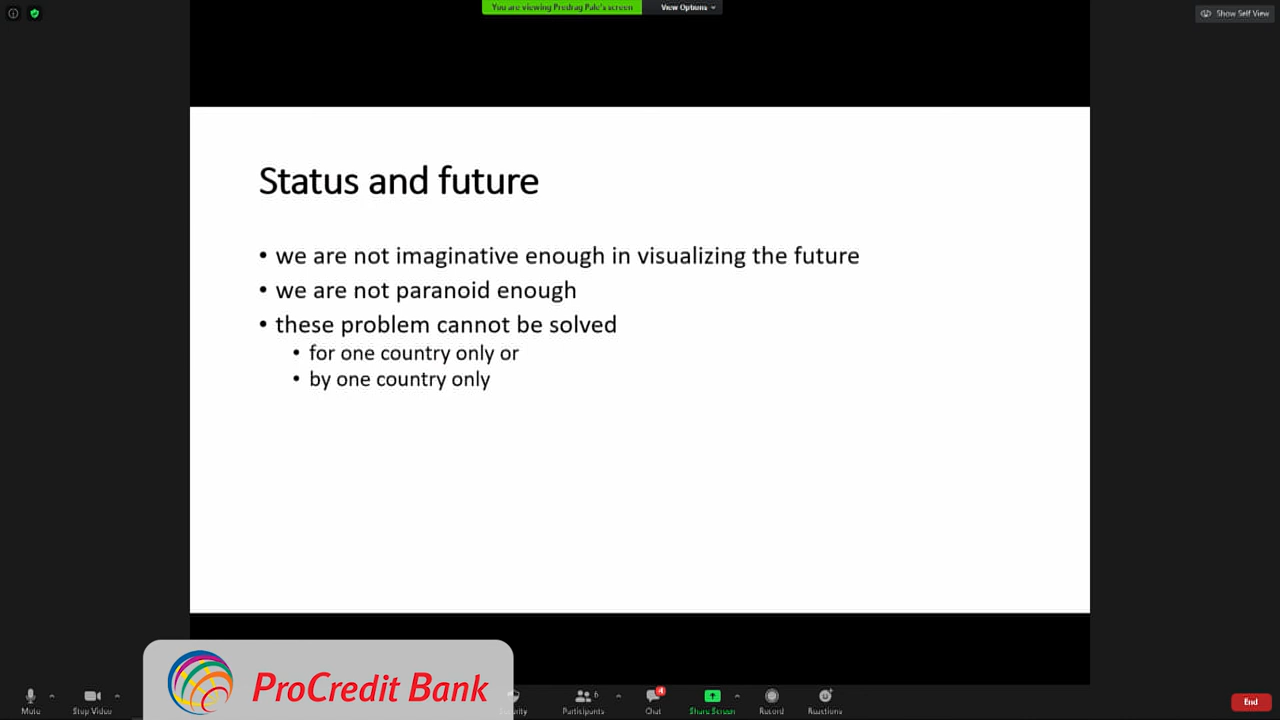 You are viewing Predrag Pale's screen
View Options
Show Self View
Status and future
• we are not imaginative enough in visualizing the future
• we are not paranoid enough
• these problem cannot be solved
• for one country only or
• by one country only
ProCredit Bank
Mute
Stop Video
Participants
6
Chat
4
Share Screen
Record
Reactions
End